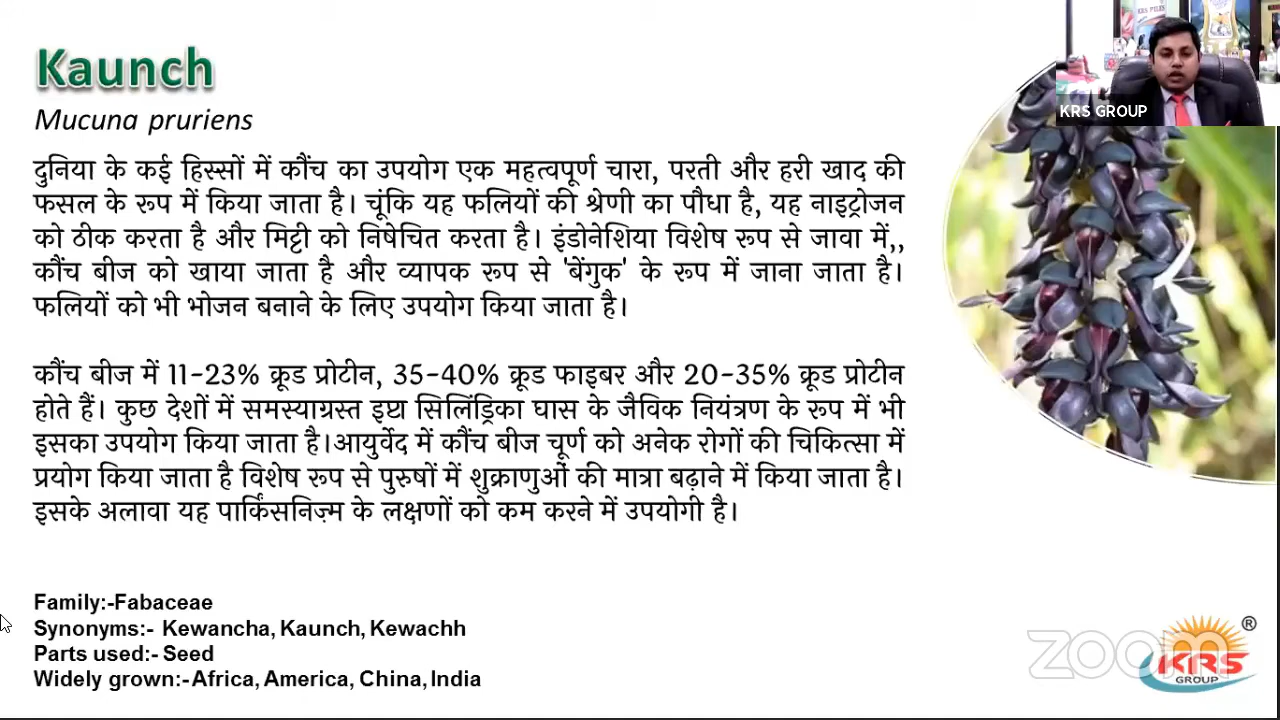 Kaunch
Mucuna pruriens
दुनिया के कई हिस्सों में कौंच का उपयोग एक महत्वपूर्ण चारा, परती और हरी खाद की
फसल के रूप में किया जाता है। चूंकि यह फलियों की श्रेणी का पौधा है, यह नाइट्रोजन
को ठीक करता है और मिट्टी को निषेचित करता है। इंडोनेशिया विशेष रूप से जावा में,,
कौंच बीज को खाया जाता है और व्यापक रूप से 'बेंगुक' के रूप में जाना जाता है।
फलियों को भी भोजन बनाने के लिए उपयोग किया जाता है।
कौंच बीज में 11-23% क्रूड प्रोटीन, 35-40% क्रूड फाइबर और 20-35% क्रूड प्रोटीन
होते हैं। कुछ देशों में समस्याग्रस्त इम्प्टा सिलिंड्रिका घास के जैविक नियंत्रण के रूप में भी
इसका उपयोग किया जाता है।आयुर्वेद में कौंच बीज चूर्ण को अनेक रोगों की चिकित्सा में
प्रयोग किया जाता है विशेष रूप से पुरुषों में शुक्राणुओं की मात्रा बढ़ाने में किया जाता है।
इसके अलावा यह पार्किंसनिज़्म के लक्षणों को कम करने में उपयोगी है।
Family:-Fabaceae
Synonyms:- Kewancha, Kaunch, Kewachh
Parts used:- Seed
Widely grown:-Africa, America, China, India
KRS GROUP
zoom
KRS
GROUP
®